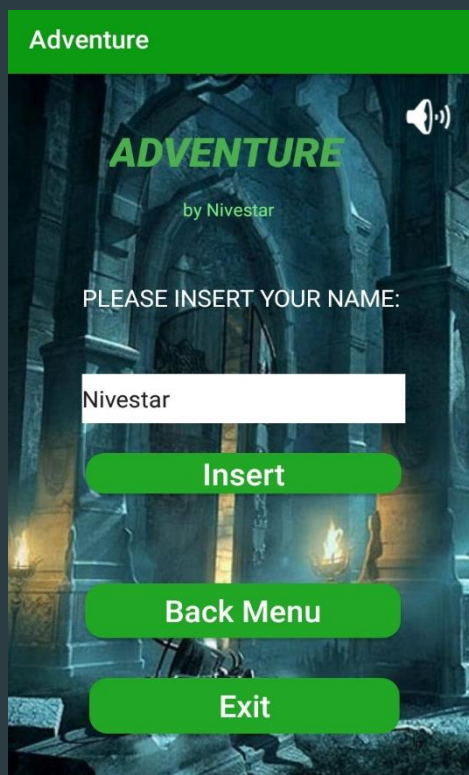 Adventure
ADVENTURE
by Nivestar
PLEASE INSERT YOUR NAME:
Nivestar
Insert
Back Menu
Exit